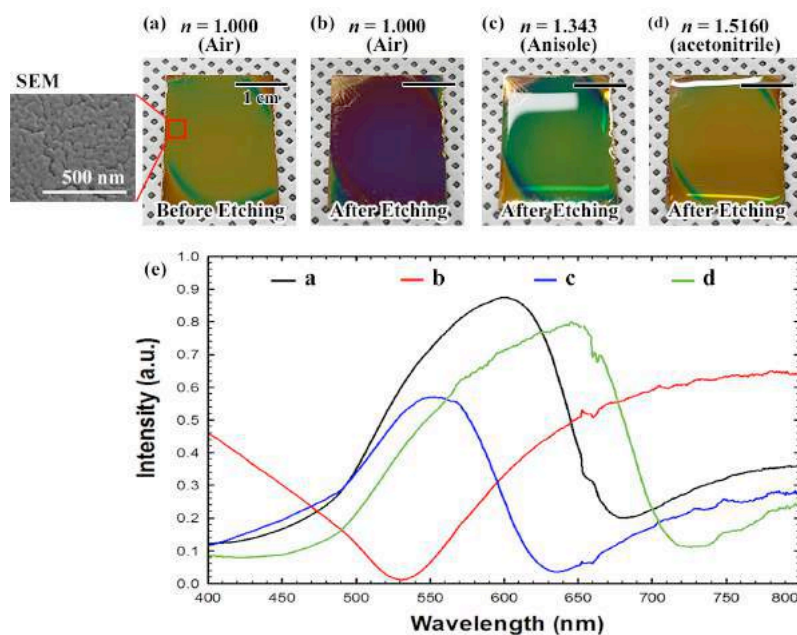 (a) n = 1.000
(Air)
(b) n = 1.000
(Air)
(c) n = 1.343
(Anisole)
(d) n = 1.5160
(acetonitrile)
SEM
500 nm
1 cm
Before Etching
After Etching
After Etching
After Etching
(e)
a
b
c
d
Intensity (a.u.)
1.0
0.9
0.8
0.7
0.6
0.5
0.4
0.3
0.2
0.1
0.0
400 450 500 550 600 650 700 750 800
Wavelength (nm)